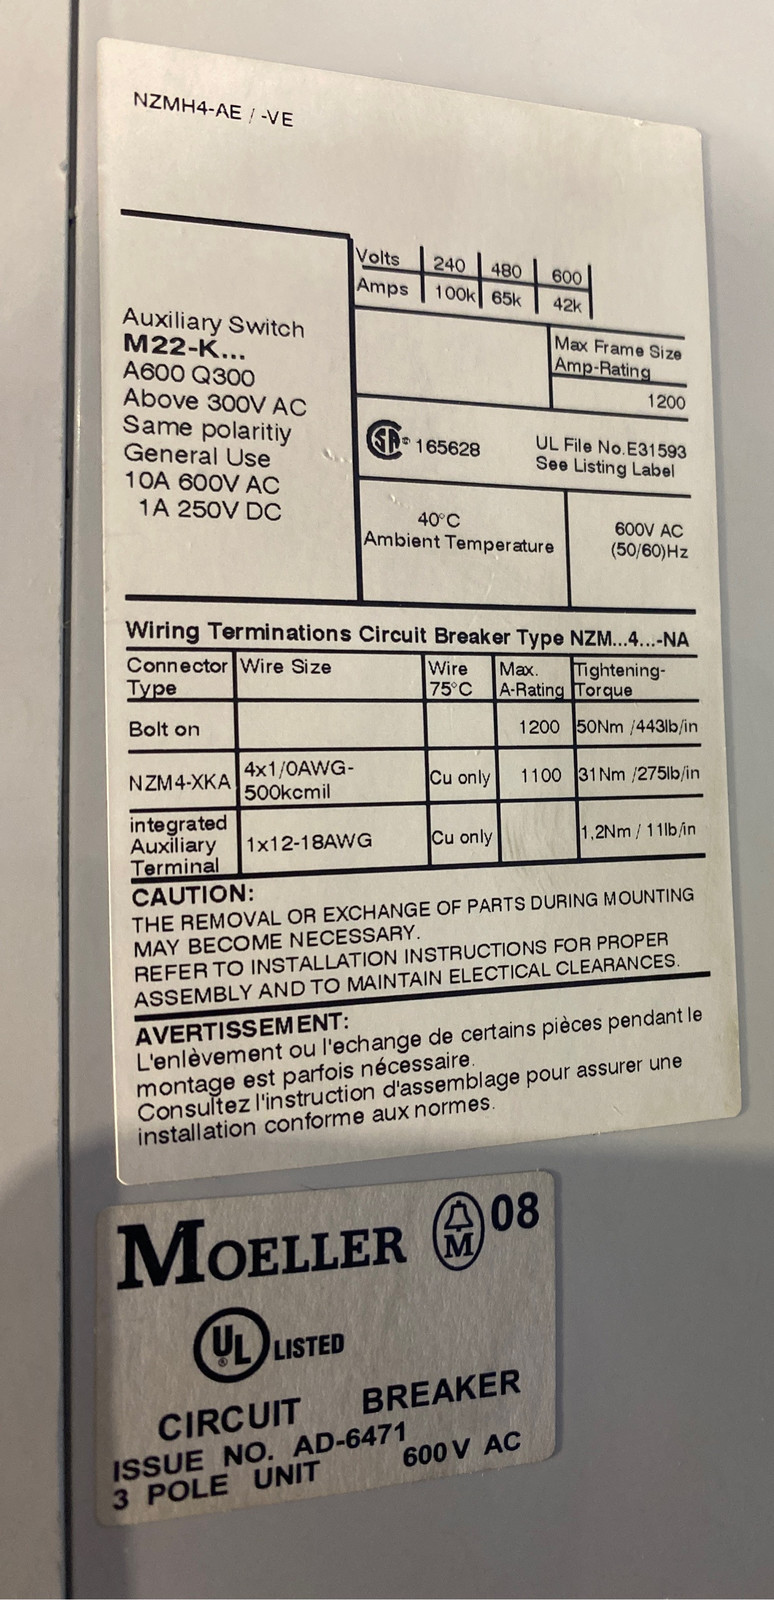 NZMH4-AE / -VE
Volts 240 480 600
Amps 100k 65k 42k
Max Frame Size
Amp-Rating
1200
Auxiliary Switch
M22-K...
A600 Q300
Above 300V AC
Same polaritiy
General Use
10A 600V AC
1A 250V DC
SA® 165628
UL File No.E31593
See Listing Label
40°C
Ambient Temperature
600V AC
(50/60)Hz
Wiring Terminations Circuit Breaker Type NZM...4...-NA
Connector Type Wire Size Wire 75°C Max. A-Rating Tightening-Torque
Bolt on 1200 50Nm /443lb/in
NZM4-XKA 4x1/0AWG-500kcmil Cu only 1100 31Nm /275lb/in
integrated Auxiliary Terminal 1x12-18AWG Cu only 1,2Nm / 11lb/in
CAUTION:
THE REMOVAL OR EXCHANGE OF PARTS DURING MOUNTING
MAY BECOME NECESSARY.
REFER TO INSTALLATION INSTRUCTIONS FOR PROPER
ASSEMBLY AND TO MAINTAIN ELECTICAL CLEARANCES.
AVERTISSEMENT:
L'enlèvement ou l'echange de certains pièces pendant le
montage est parfois nécessaire.
Consultez l'instruction d'assemblage pour assurer une
installation conforme aux normes.
MOELLER M 08
UL® LISTED
CIRCUIT BREAKER
ISSUE NO. AD-6471
3 POLE UNIT 600 V AC